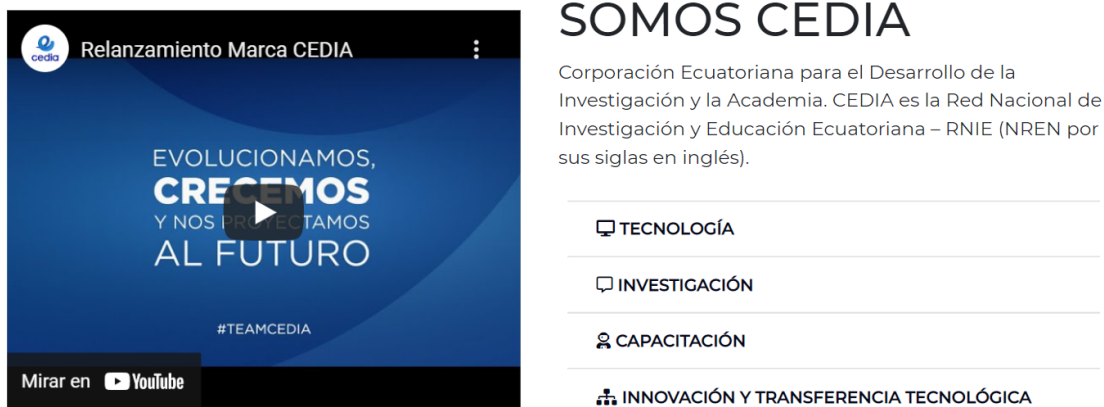 cedia
Relanzamiento Marca CEDIA
EVOLUCIONAMOS,
CRECEMOS
Y NOS PROYECTAMOS
AL FUTURO
#TEAMCEDIA
Mirar en YouTube
SOMOS CEDIA
Corporación Ecuatoriana para el Desarrollo de la
Investigación y la Academia. CEDIA es la Red Nacional de
Investigación y Educación Ecuatoriana – RNIE (NREN por
sus siglas en inglés).
TECNOLOGÍA
INVESTIGACIÓN
CAPACITACIÓN
INNOVACIÓN Y TRANSFERENCIA TECNOLÓGICA